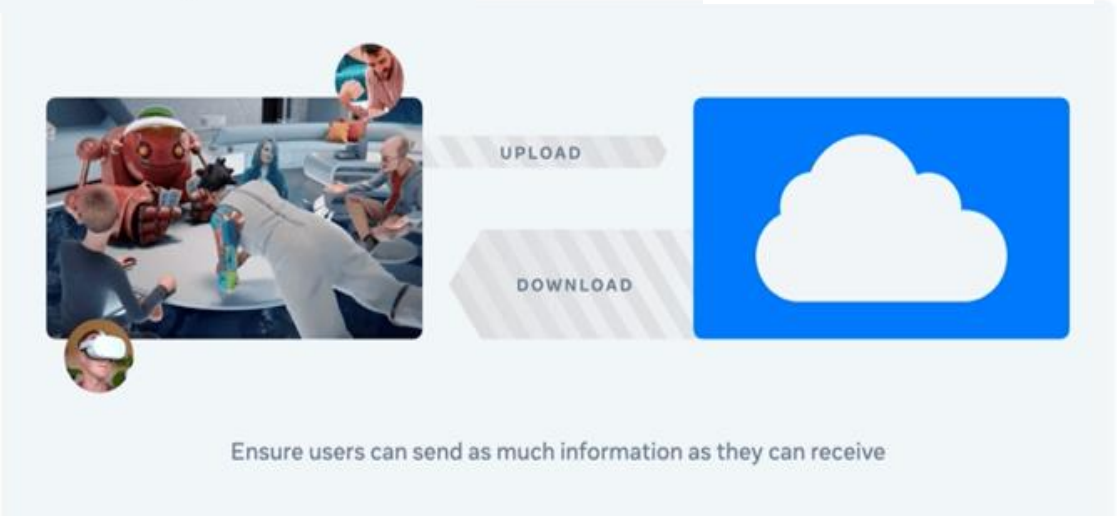 UPLOAD
DOWNLOAD
Ensure users can send as much information as they can receive